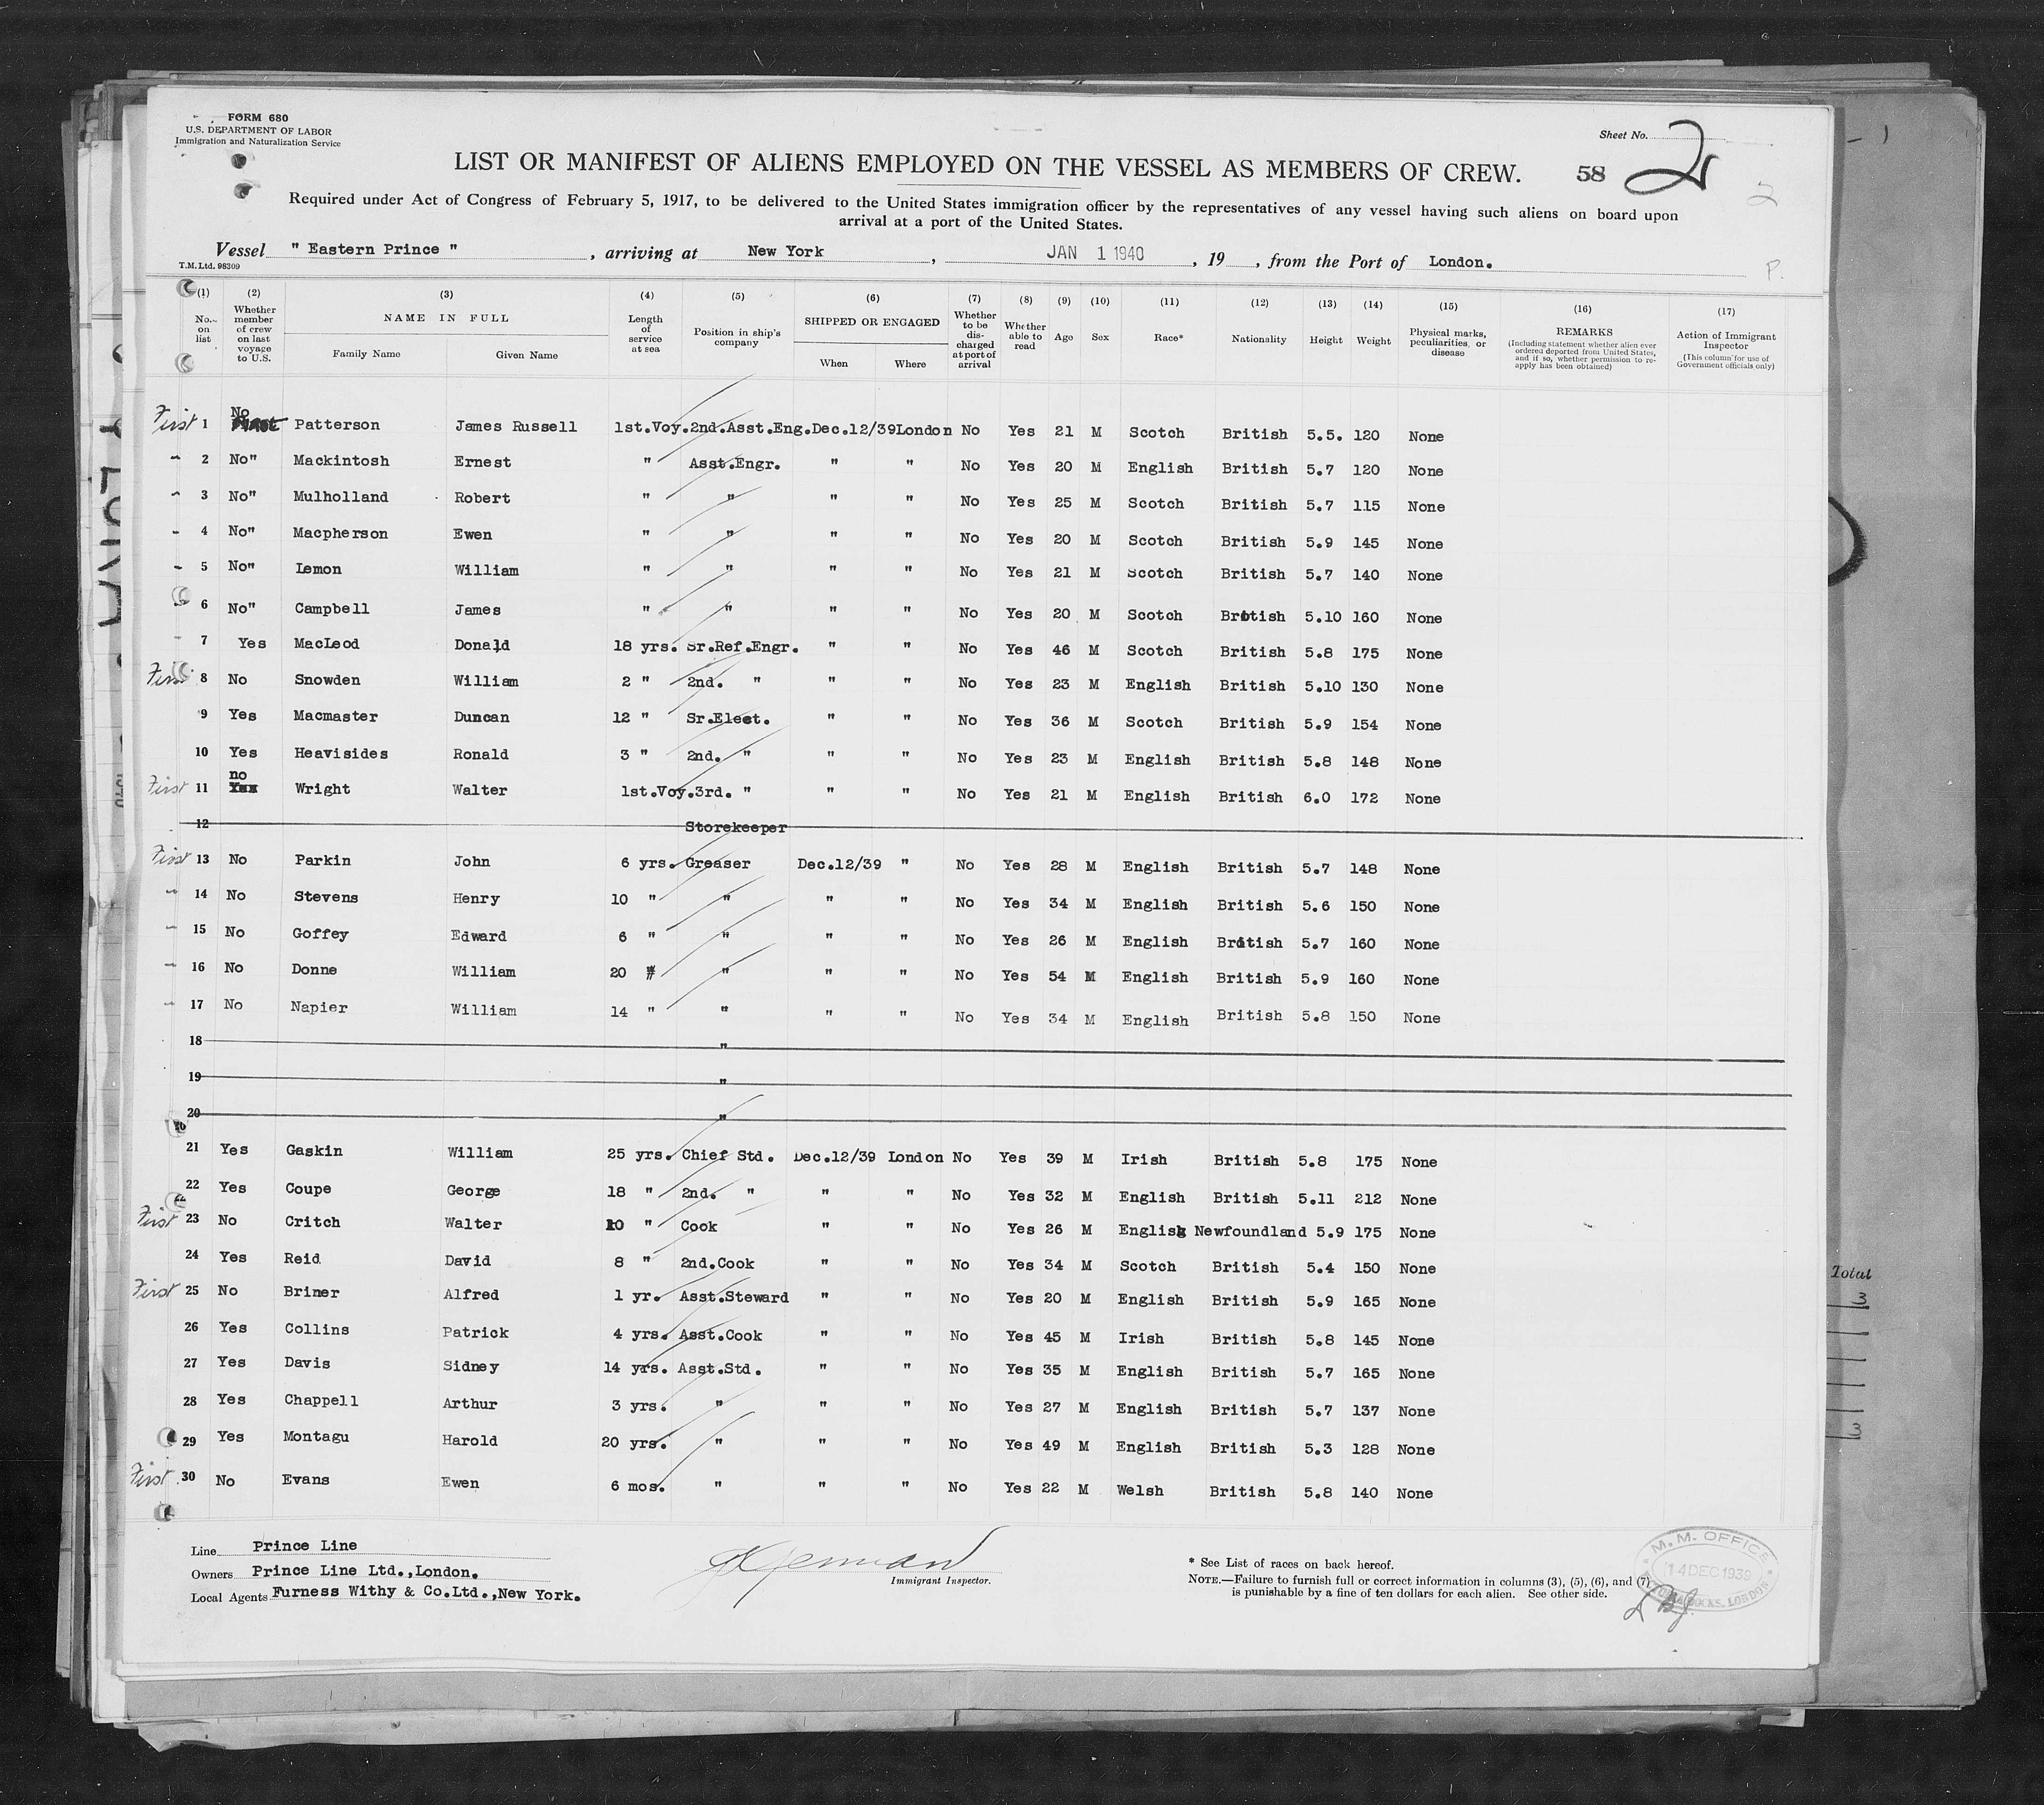 FORM 680
U.S. DEPARTMENT OF LABOR
Immigration and Naturalization Service
Sheet No. 2
LIST OR MANIFEST OF ALIENS EMPLOYED ON THE VESSEL AS MEMBERS OF CREW. 58
2
Required under Act of Congress of February 5, 1917, to be delivered to the United States immigration officer by the representatives of any vessel having such aliens on board upon
arrival at a port of the United States.
Vessel " Eastern Prince " , arriving at New York , JAN 1 1940 , 19 , from the Port of London.
T.M. Ltd. 98309
P.
(1) No. on list
(2) Whether member of crew on last voyage to U.S.
(3) NAME IN FULL Family Name Given Name
(4) Length of service at sea
(5) Position in ship's company
(6) SHIPPED OR ENGAGED When Where
(7) Whether to be discharged at port of arrival
(8) Whether able to read
(9) Age
(10) Sex
(11) Race*
(12) Nationality
(13) Height
(14) Weight
(15) Physical marks, peculiarities, or disease
(16) REMARKS (Including statement whether alien ever ordered deported from United States, and if so, whether permission to re-apply has been obtained)
(17) Action of Immigrant Inspector (This column for use of Government officials only)
First 1 No Patterson James Russell 1st.Voy. 2nd.Asst.Eng. Dec.12/39 London No Yes 21 M Scotch British 5.5. 120 None
" 2 No" Mackintosh Ernest " Asst.Engr. " " No Yes 20 M English British 5.7 120 None
" 3 No" Mulholland Robert " " " " No Yes 25 M Scotch British 5.7 115 None
" 4 No" Macpherson Ewen " " " " No Yes 20 M Scotch British 5.9 145 None
" 5 No" Lemon William " " " " No Yes 21 M Scotch British 5.7 140 None
" 6 No" Campbell James " " " " No Yes 20 M Scotch British 5.10 160 None
" 7 Yes MacLeod Donald 18 yrs. Sr.Ref.Engr. " " No Yes 46 M Scotch British 5.8 175 None
First 8 No Snowden William 2 " 2nd. " " " No Yes 23 M English British 5.10 130 None
9 Yes Macmaster Duncan 12 " Sr.Elect. " " No Yes 36 M Scotch British 5.9 154 None
10 Yes Heavisides Ronald 3 " 2nd. " " " No Yes 23 M English British 5.8 148 None
First 11 no Yes Wright Walter 1st.Voy. 3rd. " " " No Yes 21 M English British 6.0 172 None
12 Storekeeper
First 13 No Parkin John 6 yrs. Greaser Dec.12/39 " No Yes 28 M English British 5.7 148 None
" 14 No Stevens Henry 10 " " " " No Yes 34 M English British 5.6 150 None
" 15 No Goffey Edward 6 " " " " No Yes 26 M English British 5.7 160 None
" 16 No Donne William 20 " " " " No Yes 54 M English British 5.9 160 None
" 17 No Napier William 14 " " " " No Yes 34 M English British 5.8 150 None
18 "
19 "
20 "
21 Yes Gaskin William 25 yrs. Chief Std. Dec.12/39 London No Yes 39 M Irish British 5.8 175 None
22 Yes Coupe George 18 " 2nd. " " " No Yes 32 M English British 5.11 212 None
First 23 No Critch Walter 10 " Cook " " No Yes 26 M English Newfoundland 5.9 175 None
24 Yes Reid David 8 " 2nd.Cook " " No Yes 34 M Scotch British 5.4 150 None
First 25 No Briner Alfred 1 yr. Asst.Steward " " No Yes 20 M English British 5.9 165 None
26 Yes Collins Patrick 4 yrs. Asst.Cook " " No Yes 45 M Irish British 5.8 145 None
27 Yes Davis Sidney 14 yrs. Asst.Std. " " No Yes 35 M English British 5.7 165 None
28 Yes Chappell Arthur 3 yrs. " " " No Yes 27 M English British 5.7 137 None
29 Yes Montagu Harold 20 yrs. " " " No Yes 49 M English British 5.3 128 None
First 30 No Evans Ewen 6 mos. " " " No Yes 22 M Welsh British 5.8 140 None
Total
3
3
Line Prince Line
Owners Prince Line Ltd.,London.
Local Agents Furness Withy & Co.Ltd.,New York.
Immigrant Inspector.
* See List of races on back hereof.
NOTE.—Failure to furnish full or correct information in columns (3), (5), (6), and (7)
is punishable by a fine of ten dollars for each alien. See other side.
M.M. OFFICE
14 DEC 1939
DOCKS, LONDON